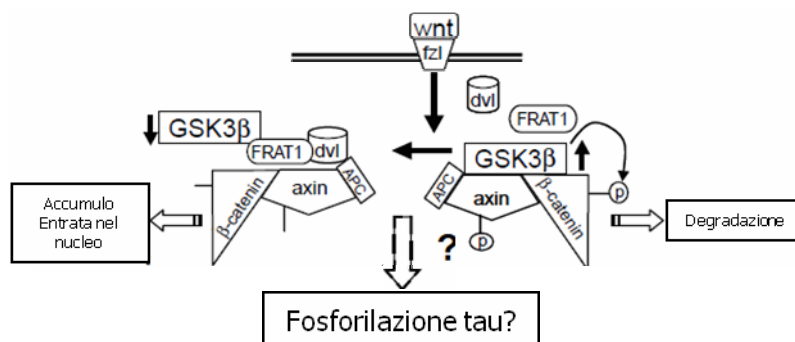 wnt
fzl
dvl
FRAT1
GSK3β
FRAT1
dvl
GSK3β
APC
axin
β-catenin
APC
axin
β-catenin
p
p
Accumulo
Entrata nel
nucleo
?
Degradazione
Fosforilazione tau?